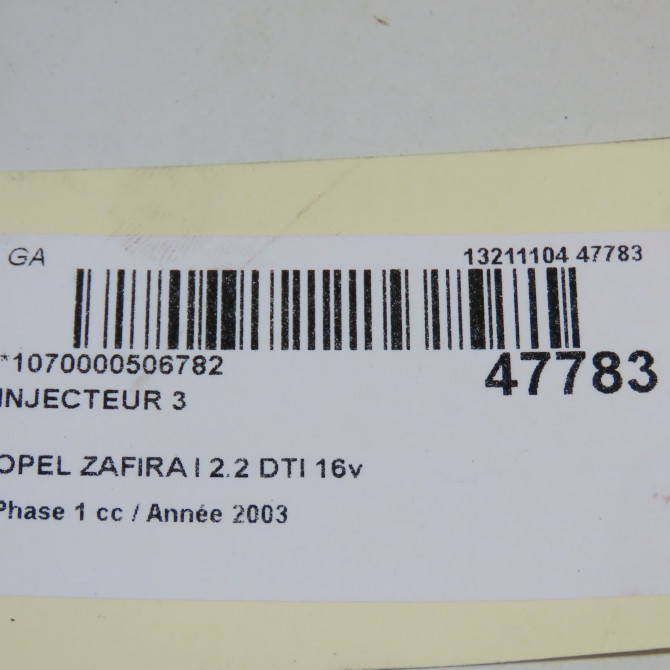 GA
13211104 47783
*1070000506782
47783
INJECTEUR 3
OPEL ZAFIRA I 2.2 DTI 16v
Phase 1 cc / Année 2003